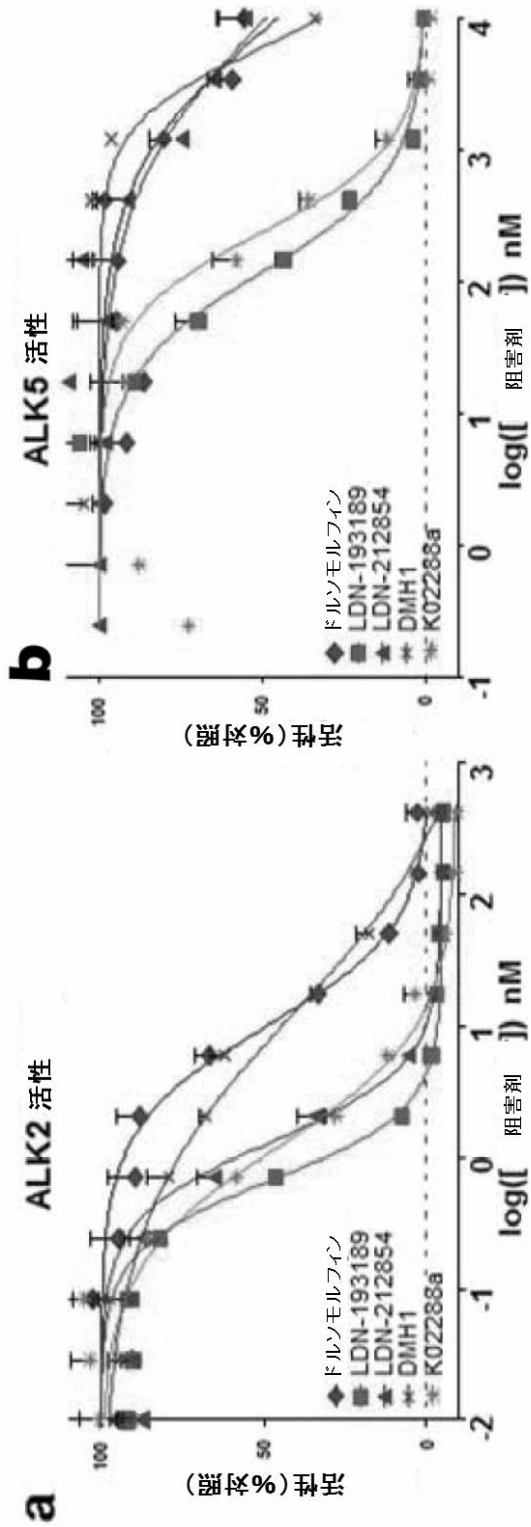 a
ALK2 活性
活性(%対照)
100
50
0
◆ドルソモルフィン
■LDN-193189
▲LDN-212854
×DMH1
✳K02288a
-2 -1 0 1 2 3
log([ 阻害剤 ]) nM
b
ALK5 活性
活性(%対照)
100
50
0
◆ドルソモルフィン
■LDN-193189
▲LDN-212854
×DMH1
✳K02288a
-1 0 1 2 3 4
log([ 阻害剤 ]) nM